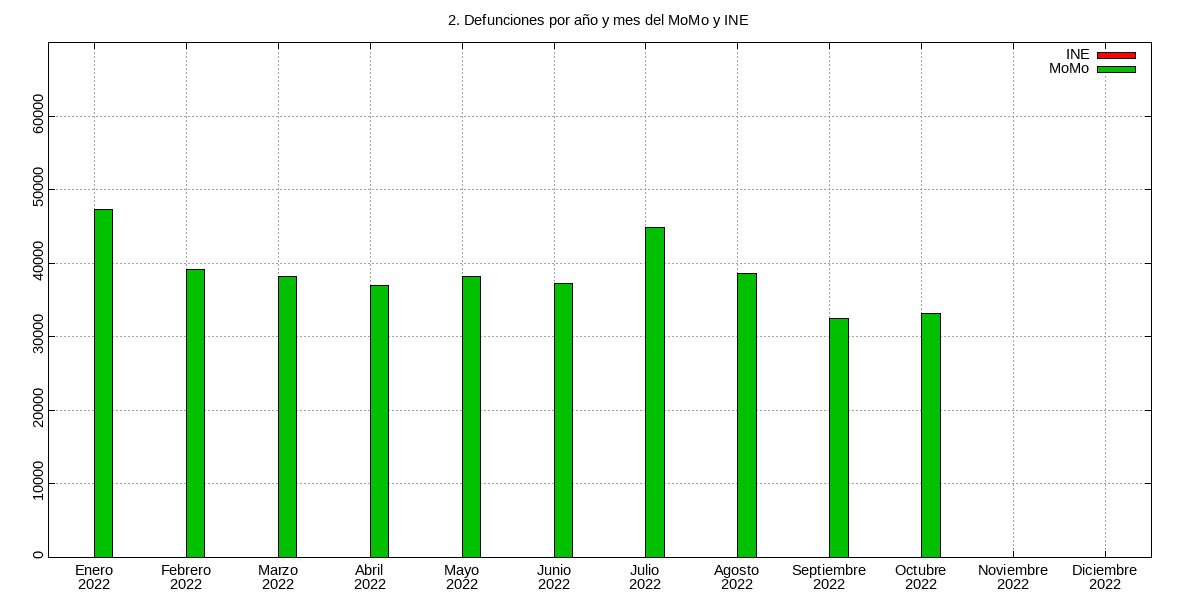 2. Defunciones por año y mes del MoMo y INE
INE
MoMo
60000
50000
40000
30000
20000
10000
0
Enero 2022
Febrero 2022
Marzo 2022
Abril 2022
Mayo 2022
Junio 2022
Julio 2022
Agosto 2022
Septiembre 2022
Octubre 2022
Noviembre 2022
Diciembre 2022